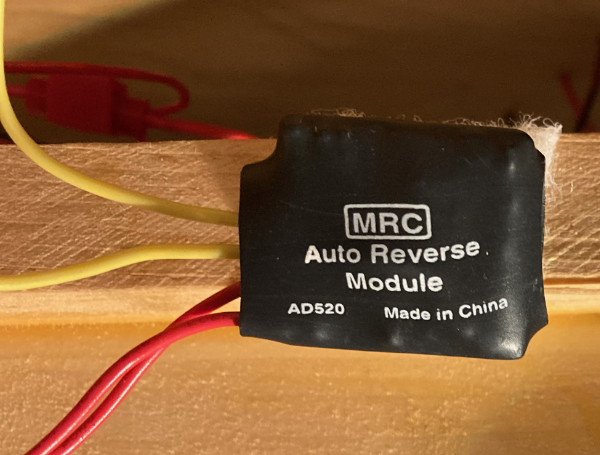 MRC
Auto Reverse
Module
AD520 Made in China